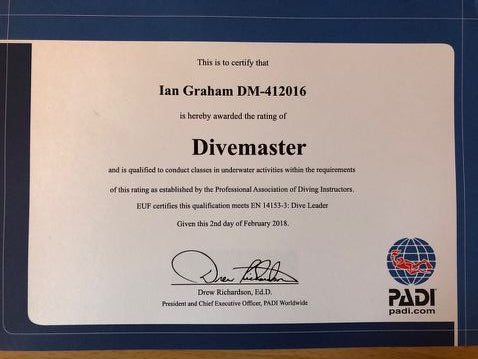 This is to certify that
Ian Graham DM-412016
is hereby awarded the rating of
Divemaster
and is qualified to conduct classes in underwater activities within the requirements
of this rating as established by the Professional Association of Diving Instructors.
EUF certifies this qualification meets EN 14153-3: Dive Leader
Given this 2nd day of February 2018.
Drew Richardson, Ed.D.
President and Chief Executive Officer, PADI Worldwide
PADI
padi.com